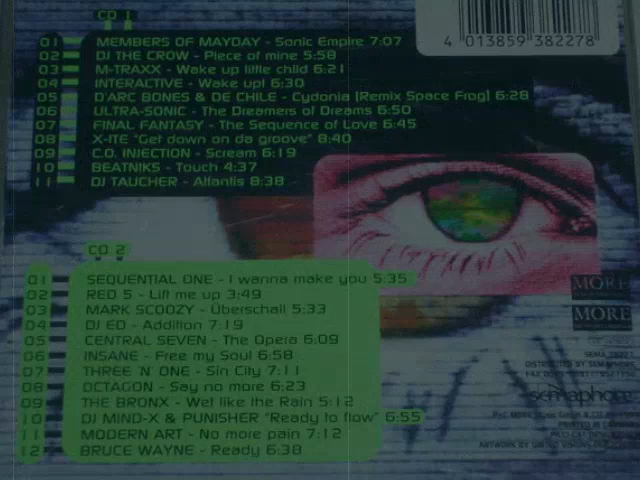 CD 1
01 MEMBERS OF MAYDAY - Sonic Empire 7:07
02 DJ THE CROW - Piece of mine 5:58
03 M-TRAXX - Wake up little child 6:21
04 INTERACTIVE - Wake up! 6:30
05 D'ARC BONES & DE CHILE - Cydonia (Remix Space Frog) 6:28
06 ULTRA-SONIC - The Dreamers of Dreams 6:50
07 FINAL FANTASY - The Sequence of Love 6:45
08 X-ITE "Get down on da groove" 8:40
09 C.O. INJECTION - Scream 6:19
10 BEATNIKS - Touch 4:37
11 DJ TAUCHER - Atlantis 8:38
4 013859 382278
CD 2
01 SEQUENTIAL ONE - I wanna make you 5:35
02 RED 5 - Lift me up 3:49
03 MARK SCOOZY - Überschall 5:33
04 DJ ED - Addition 7:19
05 CENTRAL SEVEN - The Opera 6.09
06 INSANE - Free my Soul 6:58
07 THREE 'N' ONE - Sin City 7:11
08 OCTAGON - Say no more 6:23
09 THE BRONX - Wet like the Rain 5:12
10 DJ MIND-X & PUNISHER "Ready to flow" 6:55
11 MODERN ART - No more pain 7:12
12 BRUCE WAYNE - Ready 6:38
MORE
MORE
semaphore